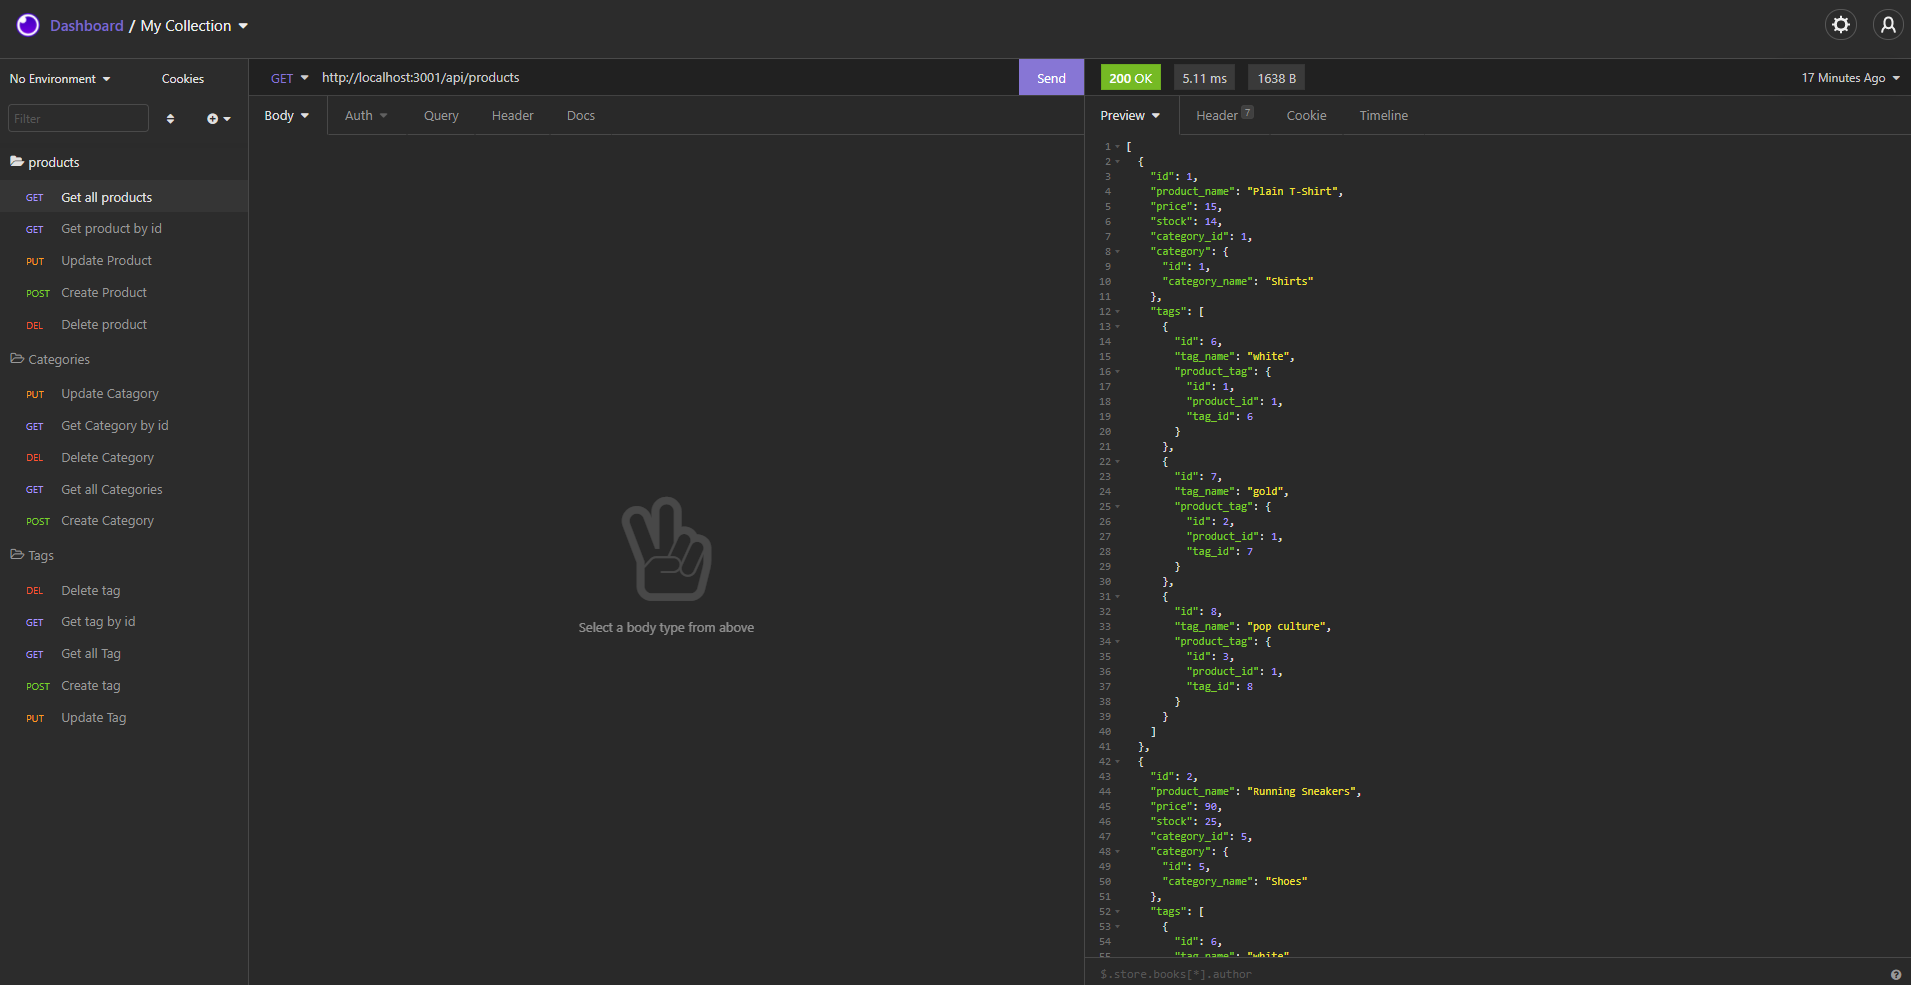 Dashboard / My Collection
No Environment
Cookies
Filter
products
GET Get all products
GET Get product by id
PUT Update Product
POST Create Product
DEL Delete product
Categories
PUT Update Catagory
GET Get Category by id
DEL Delete Category
GET Get all Categories
POST Create Category
Tags
DEL Delete tag
GET Get tag by id
GET Get all Tag
POST Create tag
PUT Update Tag
GET http://localhost:3001/api/products Send
Body Auth Query Header Docs
Select a body type from above
200 OK 5.11 ms 1638 B 17 Minutes Ago
Preview Header 7 Cookie Timeline
1 [
2 {
3 "id": 1,
4 "product_name": "Plain T-Shirt",
5 "price": 15,
6 "stock": 14,
7 "category_id": 1,
8 "category": {
9 "id": 1,
10 "category_name": "Shirts"
11 },
12 "tags": [
13 {
14 "id": 6,
15 "tag_name": "white",
16 "product_tag": {
17 "id": 1,
18 "product_id": 1,
19 "tag_id": 6
20 }
21 },
22 {
23 "id": 7,
24 "tag_name": "gold",
25 "product_tag": {
26 "id": 2,
27 "product_id": 1,
28 "tag_id": 7
29 }
30 },
31 {
32 "id": 8,
33 "tag_name": "pop culture",
34 "product_tag": {
35 "id": 3,
36 "product_id": 1,
37 "tag_id": 8
38 }
39 }
40 ]
41 },
42 {
43 "id": 2,
44 "product_name": "Running Sneakers",
45 "price": 90,
46 "stock": 25,
47 "category_id": 5,
48 "category": {
49 "id": 5,
50 "category_name": "Shoes"
51 },
52 "tags": [
53 {
54 "id": 6,
55 "tag_name": "white"
$.store.books[*].author